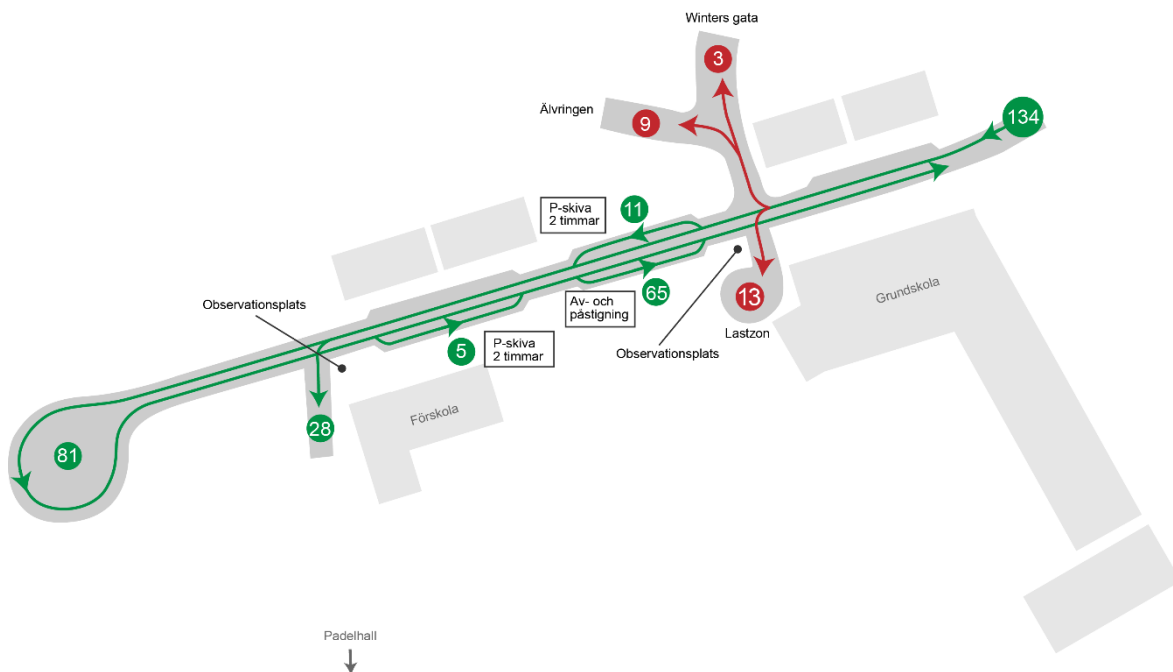 Winters gata
3
Älvringen
9
134
P-skiva
2 timmar
11
65
Av- och
påstigning
13
Lastzon
Grundskola
Observationsplats
Observationsplats
5
P-skiva
2 timmar
28
Förskola
81
Padelhall